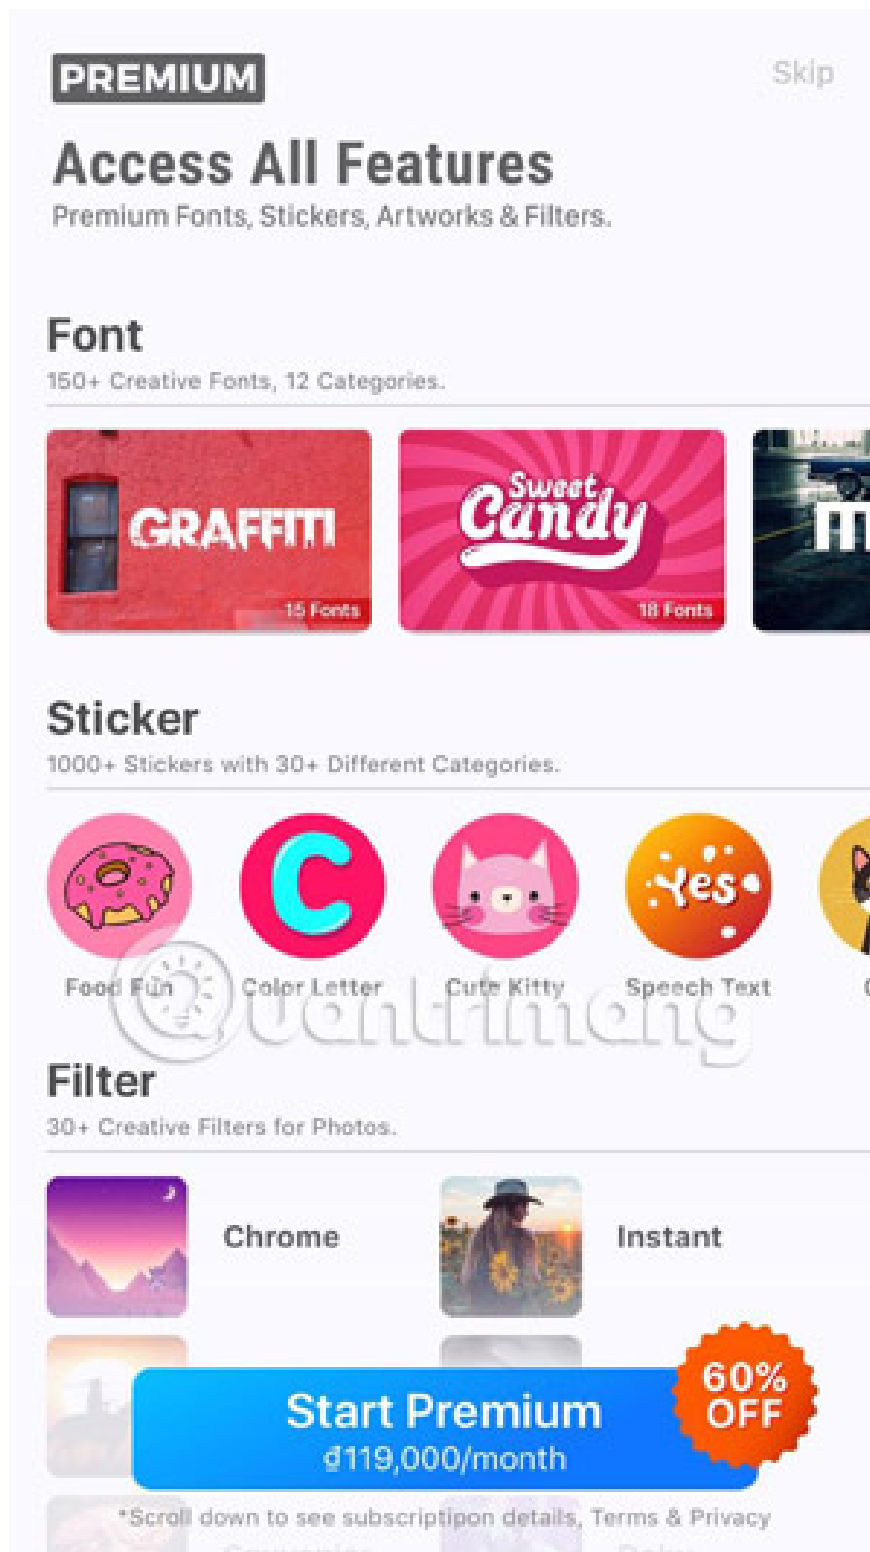 PREMIUM
Skip
Access All Features
Premium Fonts, Stickers, Artworks & Filters.
Font
150+ Creative Fonts, 12 Categories.
GRAFFITI
15 Fonts
Sweet
Candy
18 Fonts
Sticker
1000+ Stickers with 30+ Different Categories.
C
Yes
Food Fun
Color Letter
Cute Kitty
Speech Text
Quantrimang
Filter
30+ Creative Filters for Photos.
Chrome
Instant
60%
OFF
Start Premium
₫119,000/month
*Scroll down to see subscriptipon details, Terms & Privacy